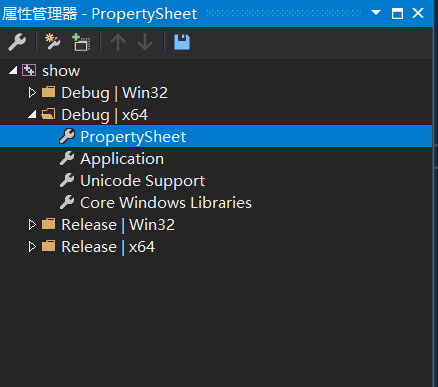 属性管理器 - PropertySheet
show
Debug | Win32
Debug | x64
PropertySheet
Application
Unicode Support
Core Windows Libraries
Release | Win32
Release | x64